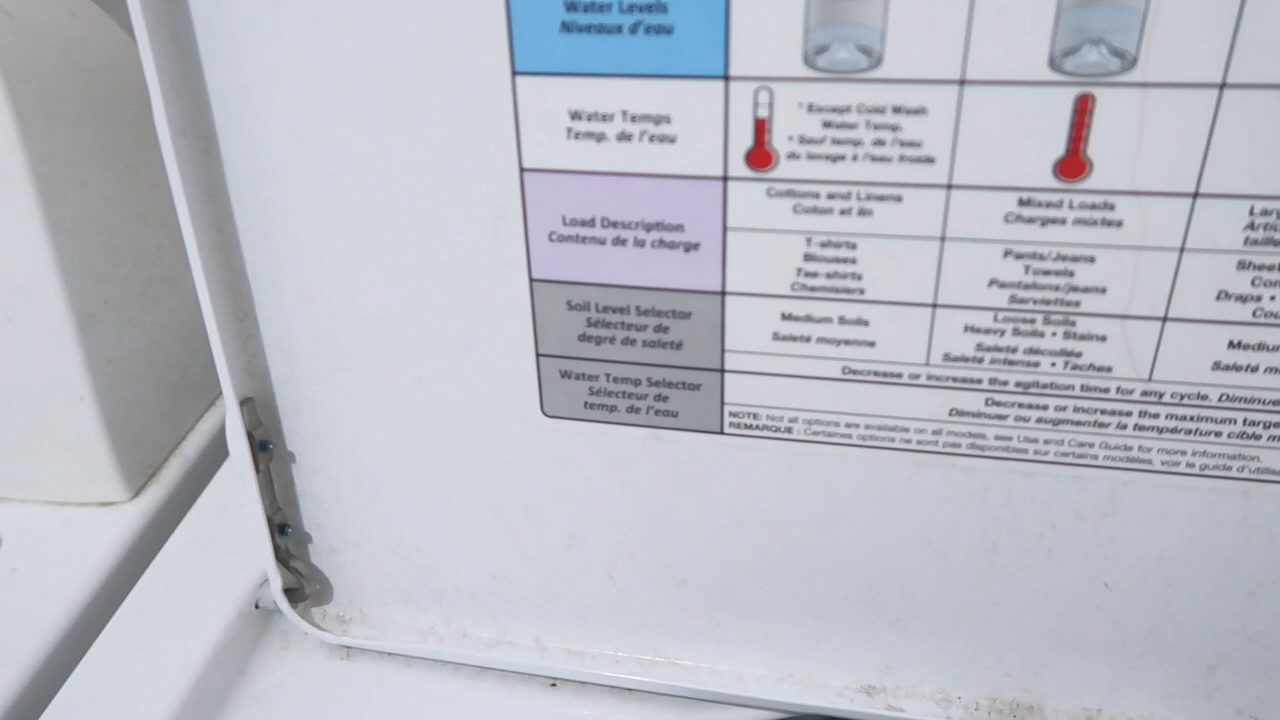 Water Levels
Niveaux d'eau
Water Temps
Temp. de l'eau
* Except Cold Wash
Water Temp.
* Sauf temp. de l'eau
de lavage à l'eau froide
Load Description
Contenu de la charge
Cottons and Linens
Coton et lin
Mixed Loads
Charges mixtes
T-shirts
Blouses
Tee-shirts
Chemisiers
Pants/Jeans
Towels
Pantalons/jeans
Serviettes
Soil Level Selector
Sélecteur de
degré de saleté
Medium Soils
Saleté moyenne
Loose Soils
Heavy Soils • Stains
Saleté décollée
Saleté intense • Taches
Water Temp Selector
Sélecteur de
temp. de l'eau
Decrease or increase the agitation time for any cycle.
Decrease or increase the maximum
Diminuer ou augmenter la température cible
NOTE: Not all options are available on all models, see Use and Care Guide for more information.
REMARQUE : Certaines options ne sont pas disponibles sur certains modèles, voir le guide